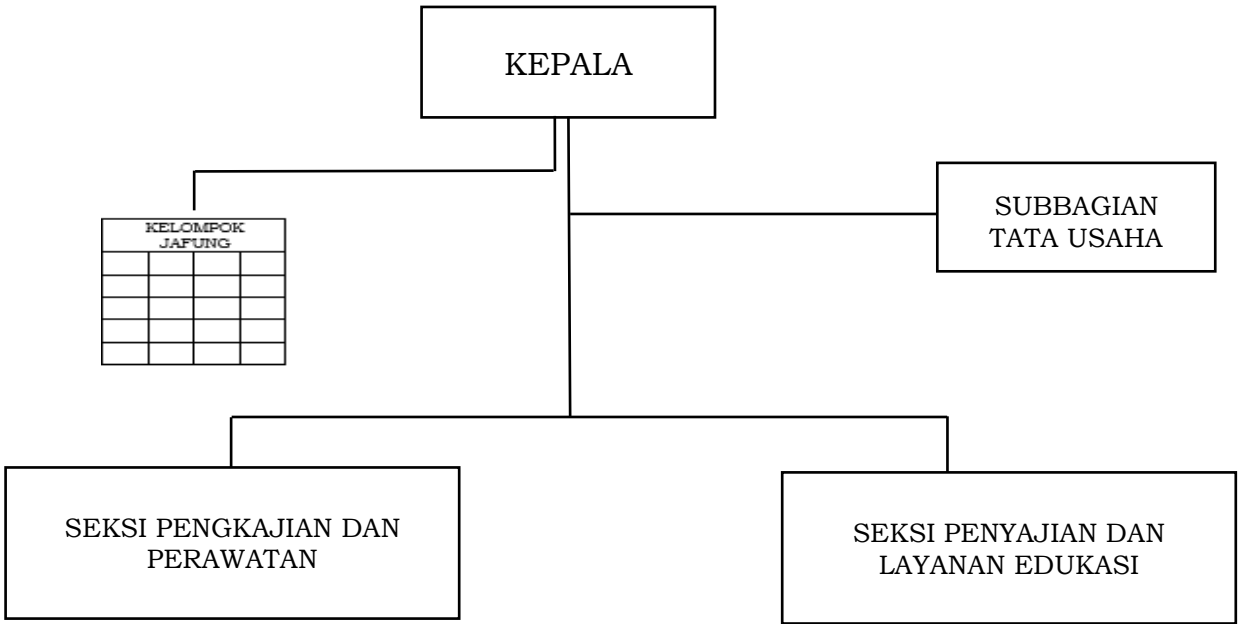 KEPALA
SUBBAGIAN
TATA USAHA
KELOMPOK
JAFUNG
SEKSI PENGKAJIAN DAN
PERAWATAN
SEKSI PENYAJIAN DAN
LAYANAN EDUKASI